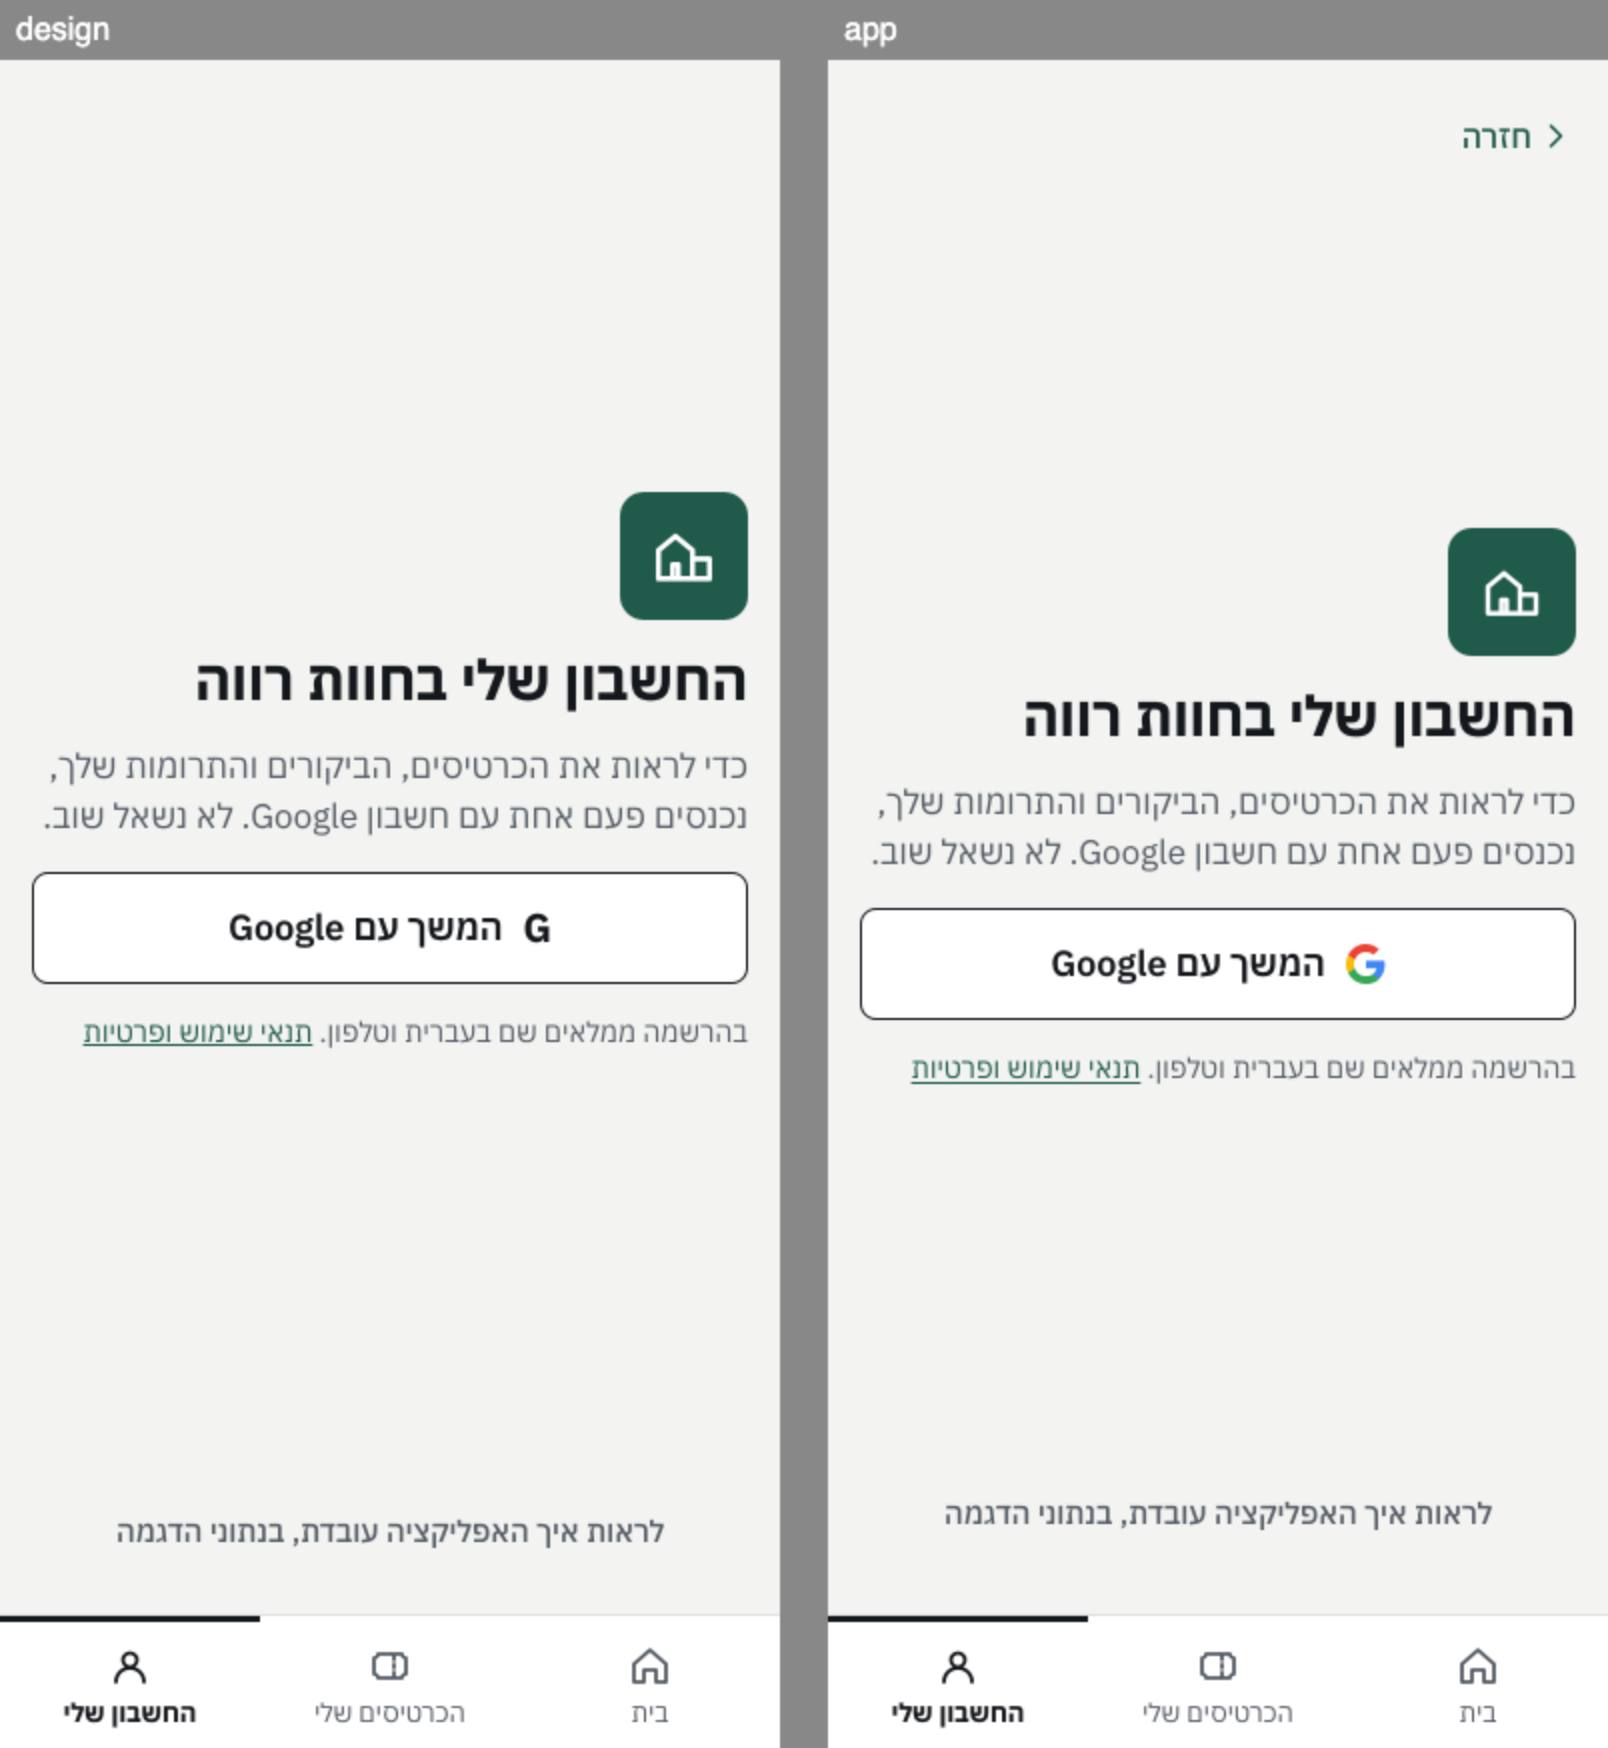 design
החשבון שלי בחוות רווה
כדי לראות את הכרטיסים, הביקורים והתרומות שלך,
נכנסים פעם אחת עם חשבון Google. לא נשאל שוב.
G המשך עם Google
בהרשמה ממלאים שם בעברית וטלפון. תנאי שימוש ופרטיות
לראות איך האפליקציה עובדת, בנתוני הדגמה
בית
הכרטיסים שלי
החשבון שלי
app
חזרה
החשבון שלי בחוות רווה
כדי לראות את הכרטיסים, הביקורים והתרומות שלך,
נכנסים פעם אחת עם חשבון Google. לא נשאל שוב.
G המשך עם Google
בהרשמה ממלאים שם בעברית וטלפון. תנאי שימוש ופרטיות
לראות איך האפליקציה עובדת, בנתוני הדגמה
בית
הכרטיסים שלי
החשבון שלי